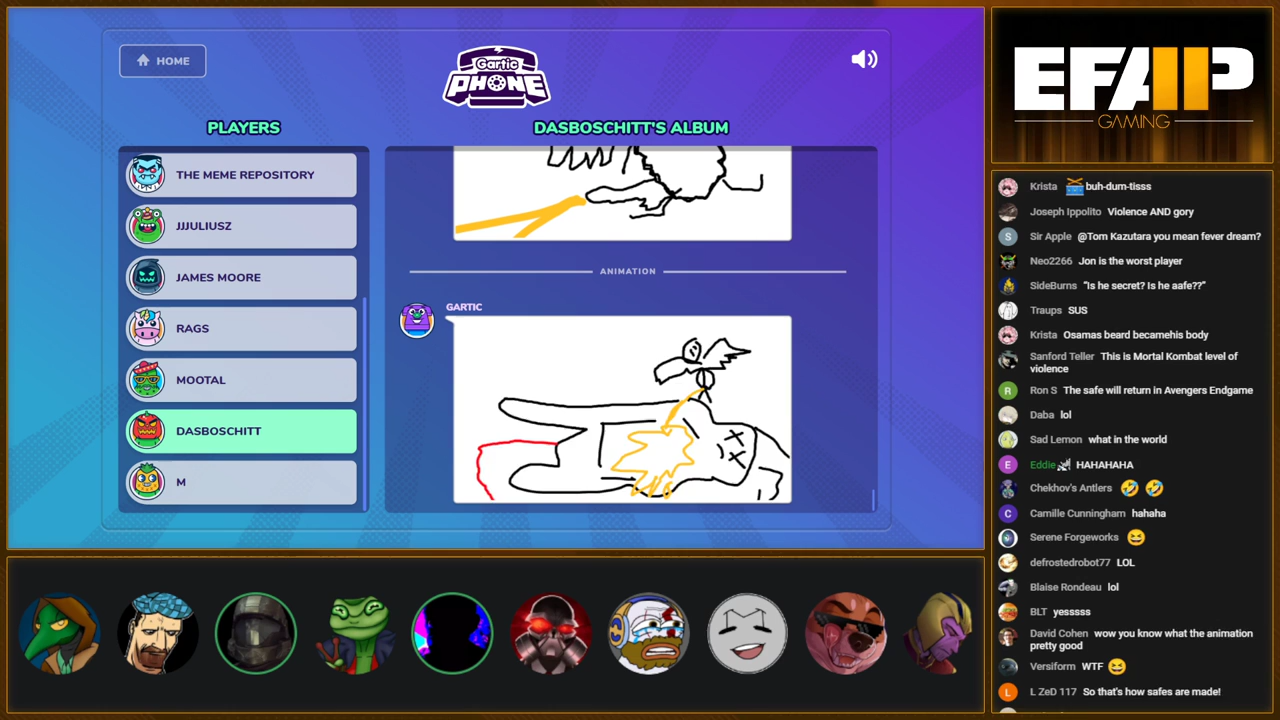 HOME
Gartic
PHONE
PLAYERS
THE MEME REPOSITORY
JJJULIUSZ
JAMES MOORE
RAGS
MOOTAL
DASBOSCHITT
M
DASBOSCHITT'S ALBUM
ANIMATION
GARTIC
EFAP
GAMING
Krista buh-dum-tisss
Joseph Ippolito Violence AND gory
Sir Apple @Tom Kazutara you mean fever dream?
Neo2266 Jon is the worst player
SideBurns “Is he secret? Is he aafe??”
Traups SUS
Krista Osamas beard becamehis body
Sanford Teller This is Mortal Kombat level of
violence
Ron S The safe will return in Avengers Endgame
Daba lol
Sad Lemon what in the world
Eddie HAHAHAHA
Chekhov's Antlers 🤣 🤣
Camille Cunningham hahaha
Serene Forgeworks 😆
defrostedrobot77 LOL
Blaise Rondeau lol
BLT yesssss
David Cohen wow you know what the animation
pretty good
Versiform WTF 😆
L ZeD 117 So that's how safes are made!